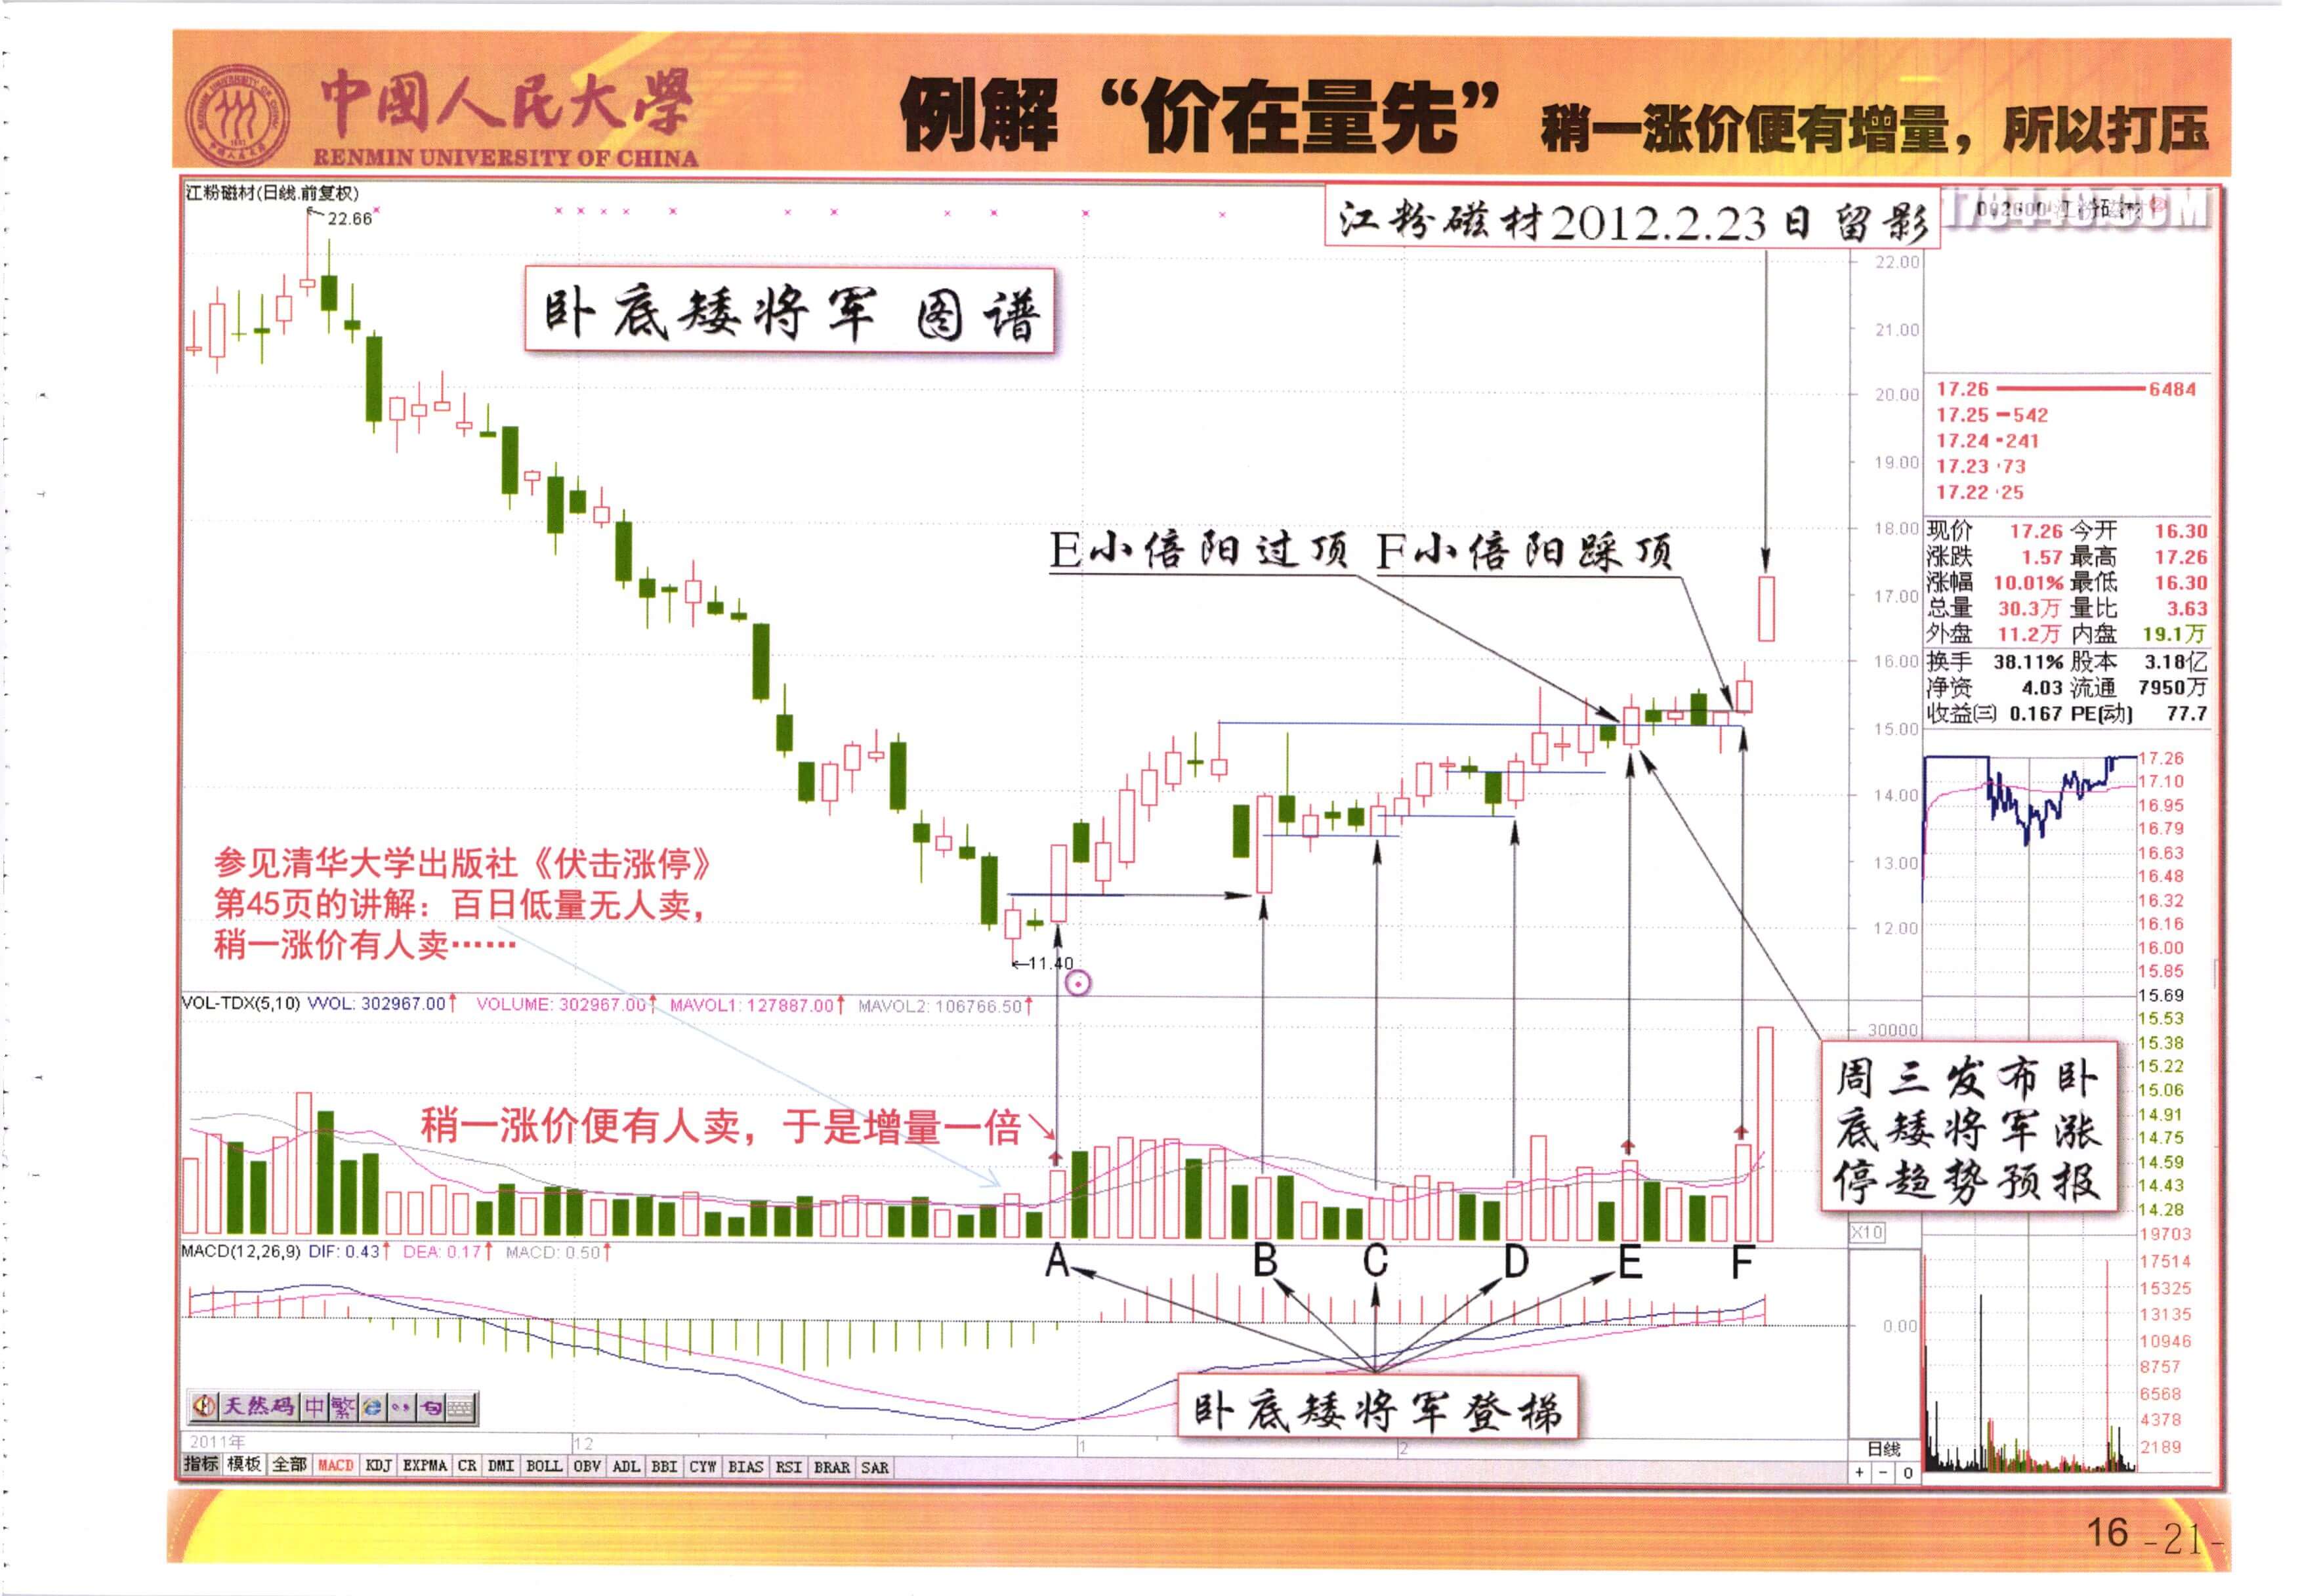 中國人民大學
RENMIN UNIVERSITY OF CHINA
例解“价在量先” 稍一涨价便有增量，所以打压
江粉磁材(日线.前复权)
22.66
江粉磁材2012.2.23日留影
卧底矮将军 图谱
22.00
21.00
20.00
19.00
18.00
17.00
16.00
15.00
14.00
13.00
12.00
E小倍阳过顶 F小倍阳踩顶
17.26 6484
17.25 542
17.24 241
17.23 73
17.22 25
现价 17.26 今开 16.30
涨跌 1.57 最高 17.26
涨幅 10.01% 最低 16.30
总量 30.3万 量比 3.63
外盘 11.2万 内盘 19.1万
换手 38.11% 股本 3.18亿
净资 4.03 流通 7950万
收益(三) 0.167 PE(动) 77.7
参见清华大学出版社《伏击涨停》
第45页的讲解：百日低量无人卖，
稍一涨价有人卖……
11.40
VOL-TDX(5,10) VVOL: 302967.00 VOLUME: 302967.00 MAVOL1: 127887.00 MAVOL2: 106766.50
30000
稍一涨价便有人卖，于是增量一倍
周三发布卧
底矮将军涨
停趋势预报
X10
17.26
17.10
16.95
16.79
16.63
16.48
16.32
16.16
16.00
15.85
15.69
15.53
15.38
15.22
15.06
14.91
14.75
14.59
14.43
14.28
19703
17514
15325
13135
10946
8757
6568
4378
2189
MACD(12,26,9) DIF: 0.43 DEA: 0.17 MACD: 0.50
A B C D E F
0.00
卧底矮将军登梯
天然码 中 繁
2011年 12 1 2 日线
指标 模板 全部 MACD KDJ EXPMA CR DMI BOLL OBV ADL BBI CYW BIAS RSI BRAR SAR
+ - 0
16 -21-